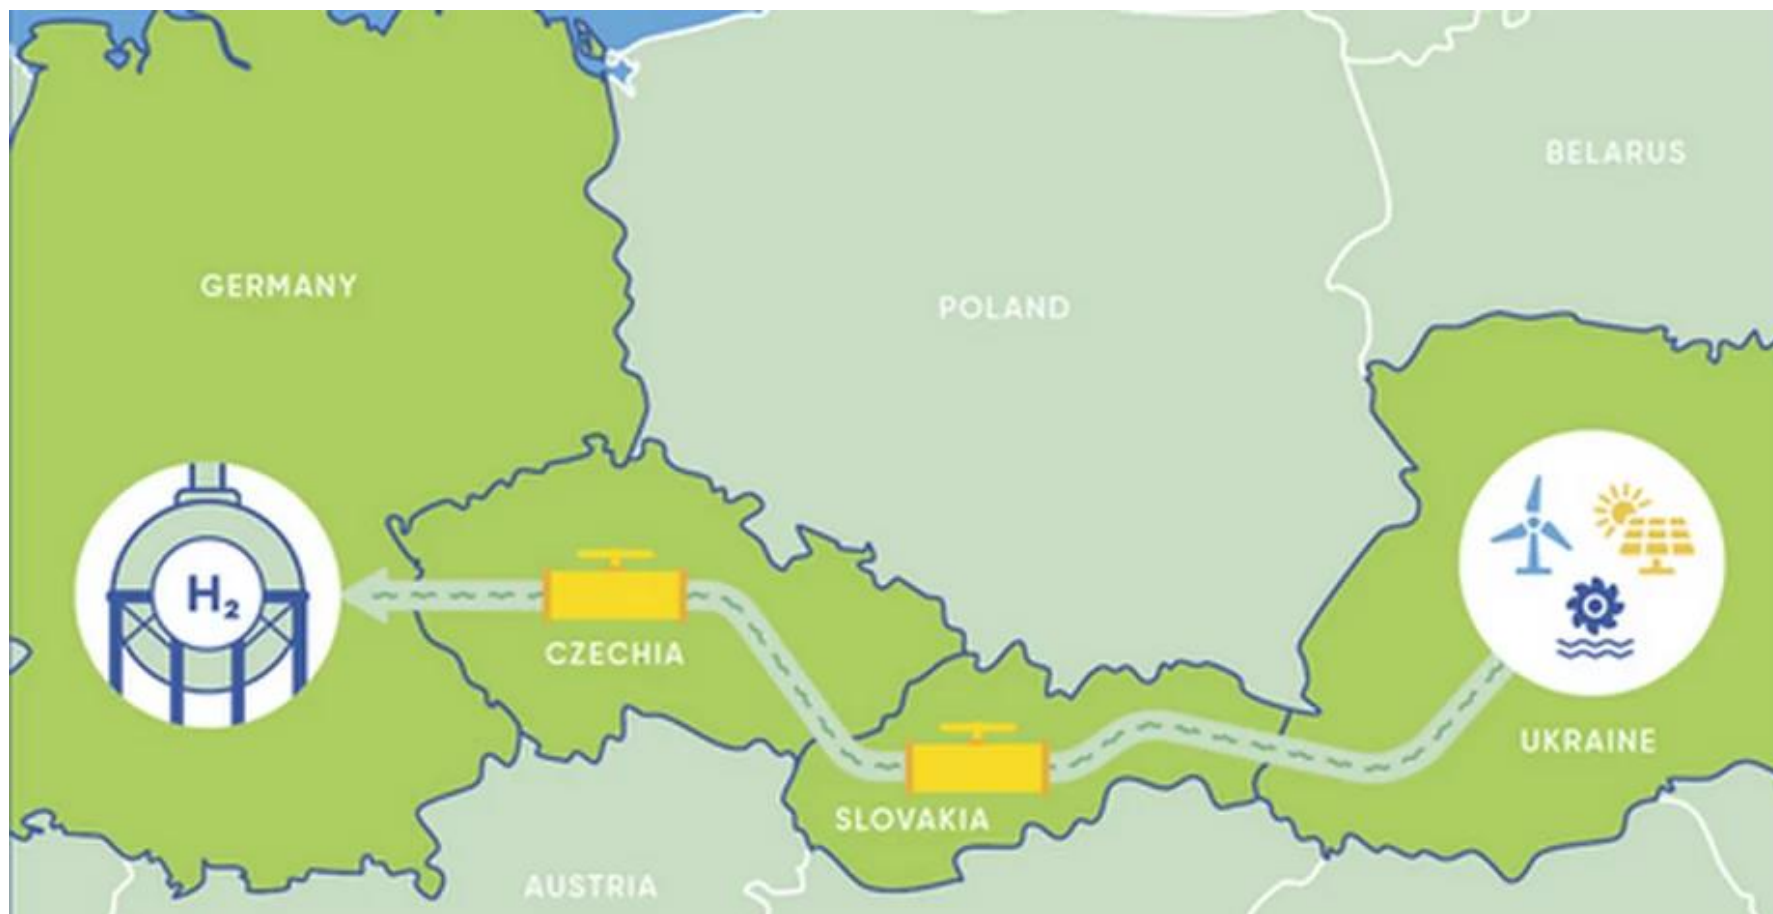 BELARUS
GERMANY
POLAND
H₂
CZECHIA
UKRAINE
SLOVAKIA
AUSTRIA